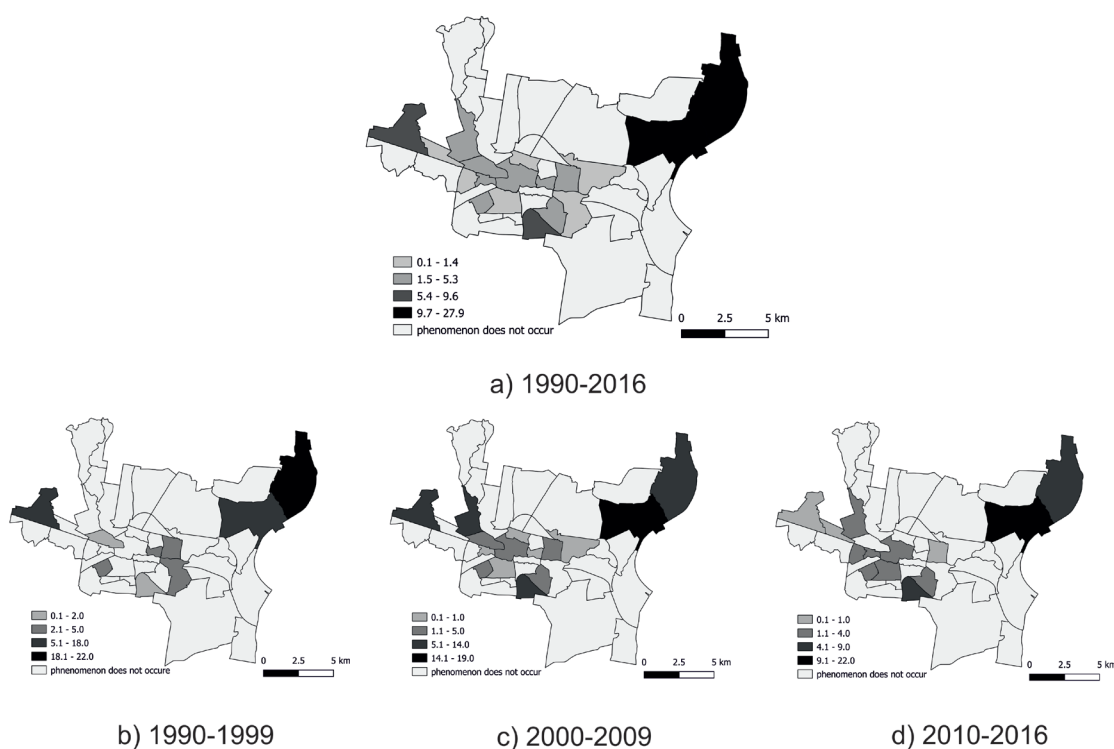 0.1 - 1.4
1.5 - 5.3
5.4 - 9.6
9.7 - 27.9
phenomenon does not occur
0 2.5 5 km
a) 1990-2016
0.1 - 2.0
2.1 - 5.0
5.1 - 18.0
18.1 - 22.0
phnenomenon does not occure
0 2.5 5 km
b) 1990-1999
0.1 - 1.0
1.1 - 5.0
5.1 - 14.0
14.1 - 19.0
phenomenon does not occur
0 2.5 5 km
c) 2000-2009
0.1 - 1.0
1.1 - 4.0
4.1 - 9.0
9.1 - 22.0
phenomenon does not occur
0 2.5 5 km
d) 2010-2016